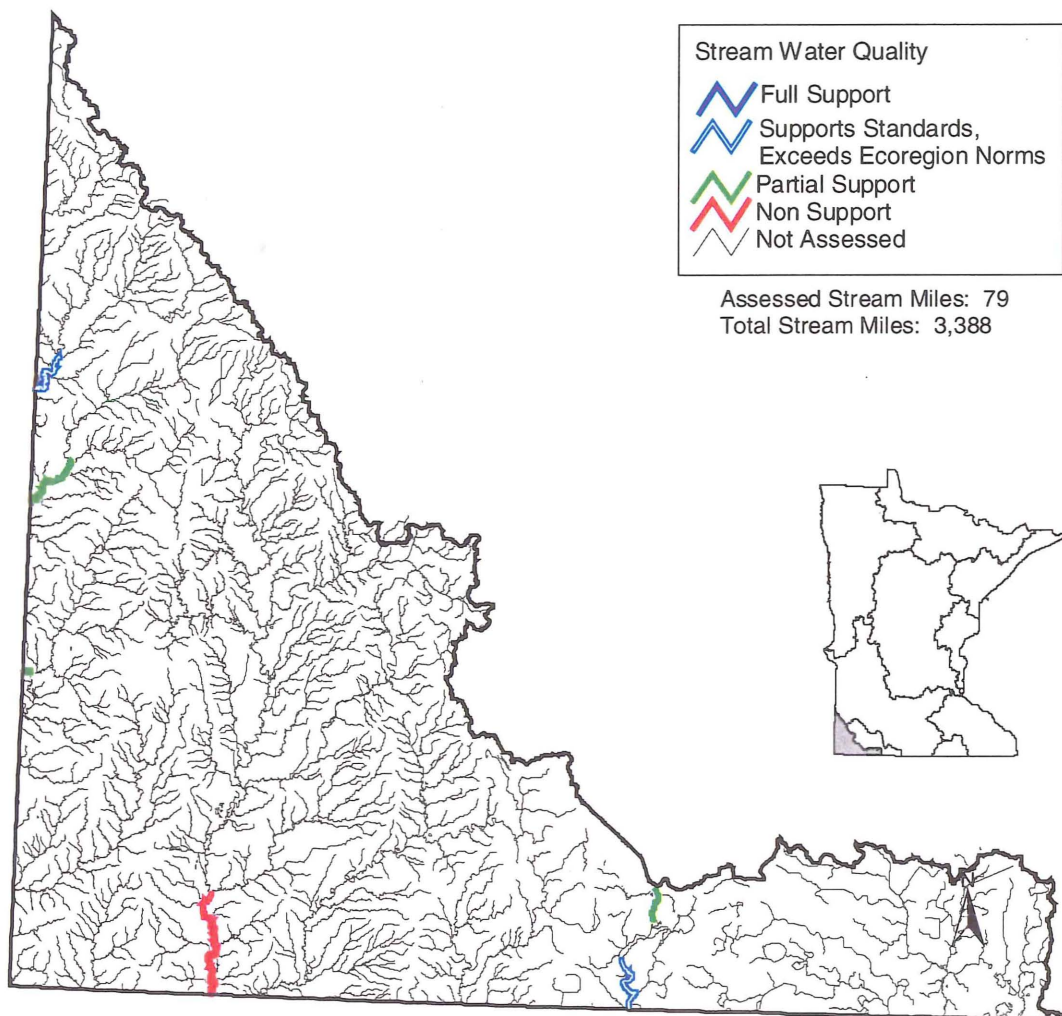 Stream Water Quality
Full Support
Supports Standards,
Exceeds Ecoregion Norms
Partial Support
Non Support
Not Assessed
Assessed Stream Miles: 79
Total Stream Miles: 3,388